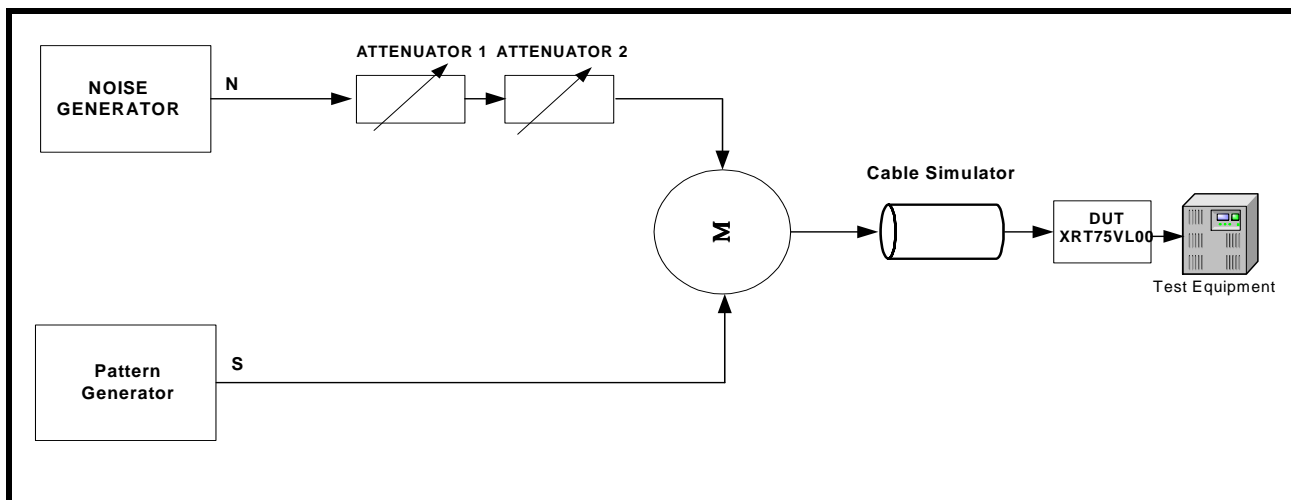 ATTENUATOR 1 ATTENUATOR 2
NOISE
GENERATOR
N
Cable Simulator
M
DUT
XRT75VL00
Test Equipment
Pattern
Generator
S